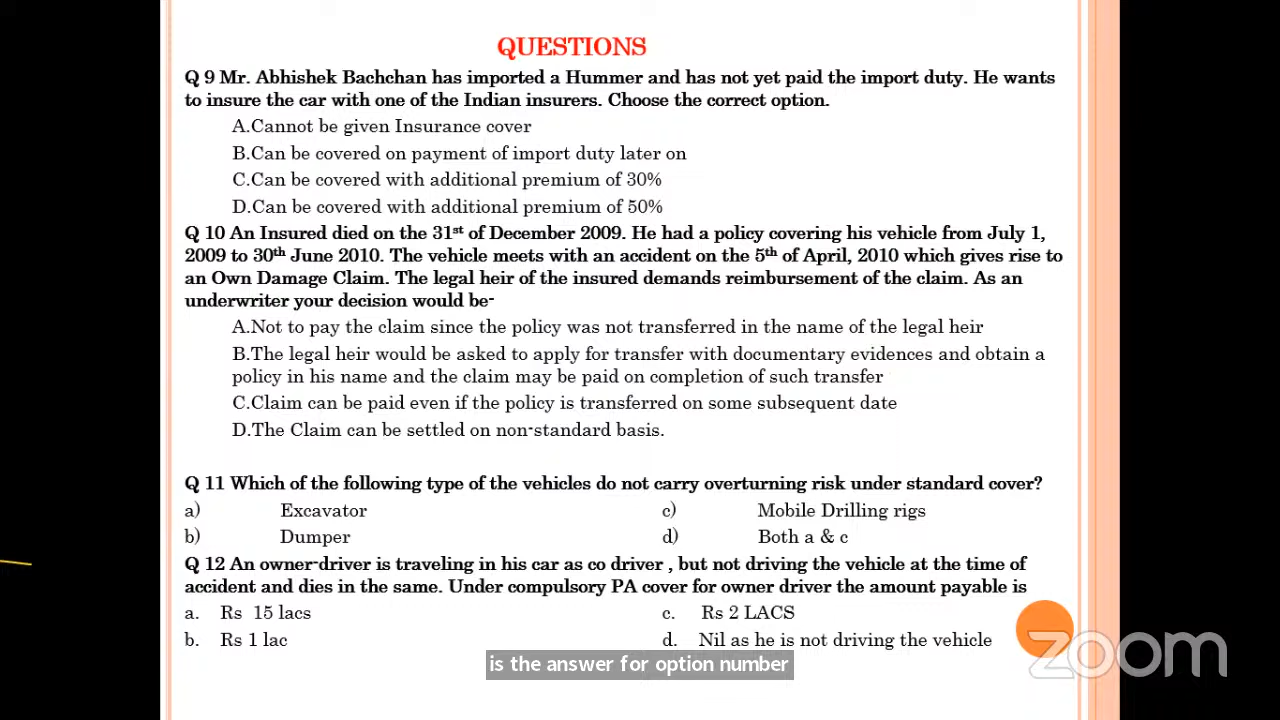 QUESTIONS
Q 9 Mr. Abhishek Bachchan has imported a Hummer and has not yet paid the import duty. He wants
to insure the car with one of the Indian insurers. Choose the correct option.
A.Cannot be given Insurance cover
B.Can be covered on payment of import duty later on
C.Can be covered with additional premium of 30%
D.Can be covered with additional premium of 50%
Q 10 An Insured died on the 31st of December 2009. He had a policy covering his vehicle from July 1,
2009 to 30th June 2010. The vehicle meets with an accident on the 5th of April, 2010 which gives rise to
an Own Damage Claim. The legal heir of the insured demands reimbursement of the claim. As an
underwriter your decision would be-
A.Not to pay the claim since the policy was not transferred in the name of the legal heir
B.The legal heir would be asked to apply for transfer with documentary evidences and obtain a
policy in his name and the claim may be paid on completion of such transfer
C.Claim can be paid even if the policy is transferred on some subsequent date
D.The Claim can be settled on non-standard basis.
Q 11 Which of the following type of the vehicles do not carry overturning risk under standard cover?
a) Excavator c) Mobile Drilling rigs
b) Dumper d) Both a & c
Q 12 An owner-driver is traveling in his car as co driver , but not driving the vehicle at the time of
accident and dies in the same. Under compulsory PA cover for owner driver the amount payable is
a. Rs 15 lacs c. Rs 2 LACS
b. Rs 1 lac d. Nil as he is not driving the vehicle
is the answer for option number
zoom